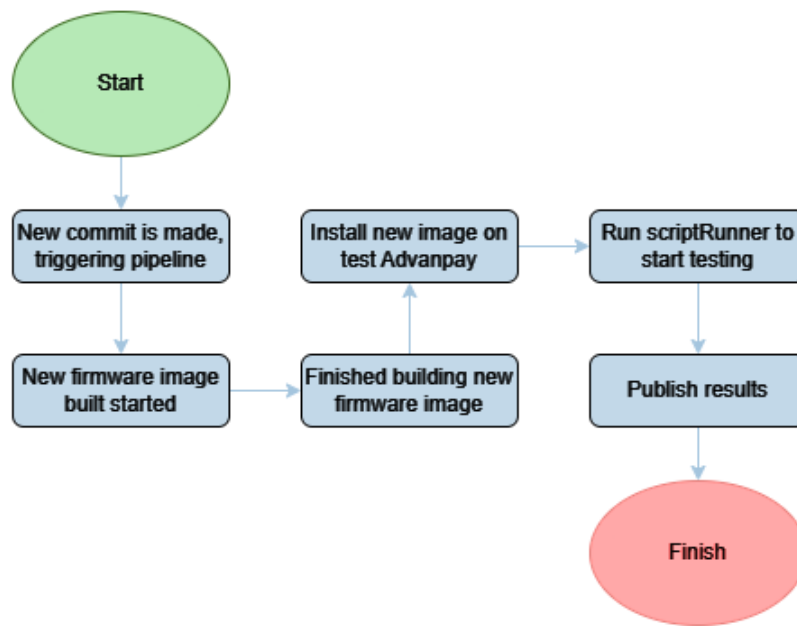 Start
New commit is made,
triggering pipeline
New firmware image
built started
Finished building new
firmware image
Install new image on
test Advanpay
Run scriptRunner to
start testing
Publish results
Finish